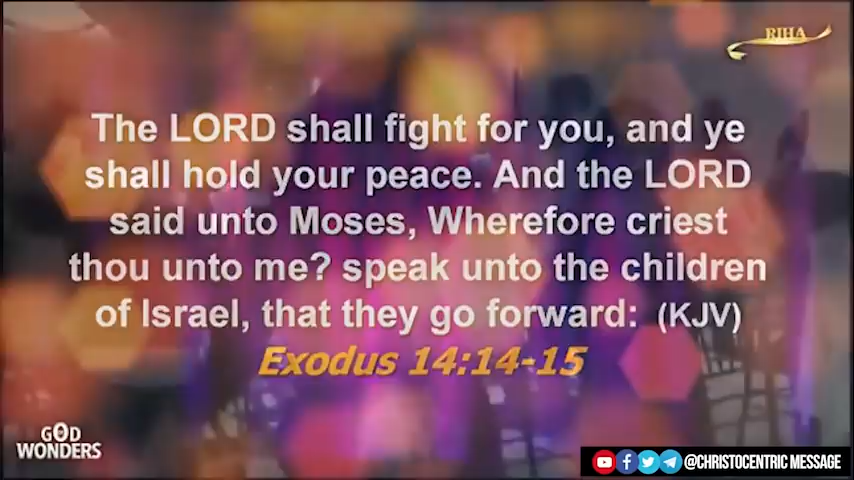 RIHA
The LORD shall fight for you, and ye
shall hold your peace. And the LORD
said unto Moses, Wherefore criest
thou unto me? speak unto the children
of Israel, that they go forward: (KJV)
Exodus 14:14-15
GOD
WONDERS
@CHRISTOCENTRIC MESSAGE